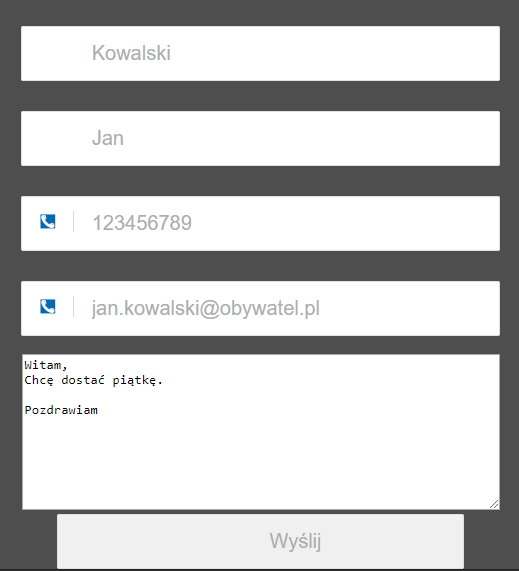 Kowalski
Jan
123456789
jan.kowalski@obywatel.pl
Witam,
Chcę dostać piątkę.
Pozdrawiam
Wyślij